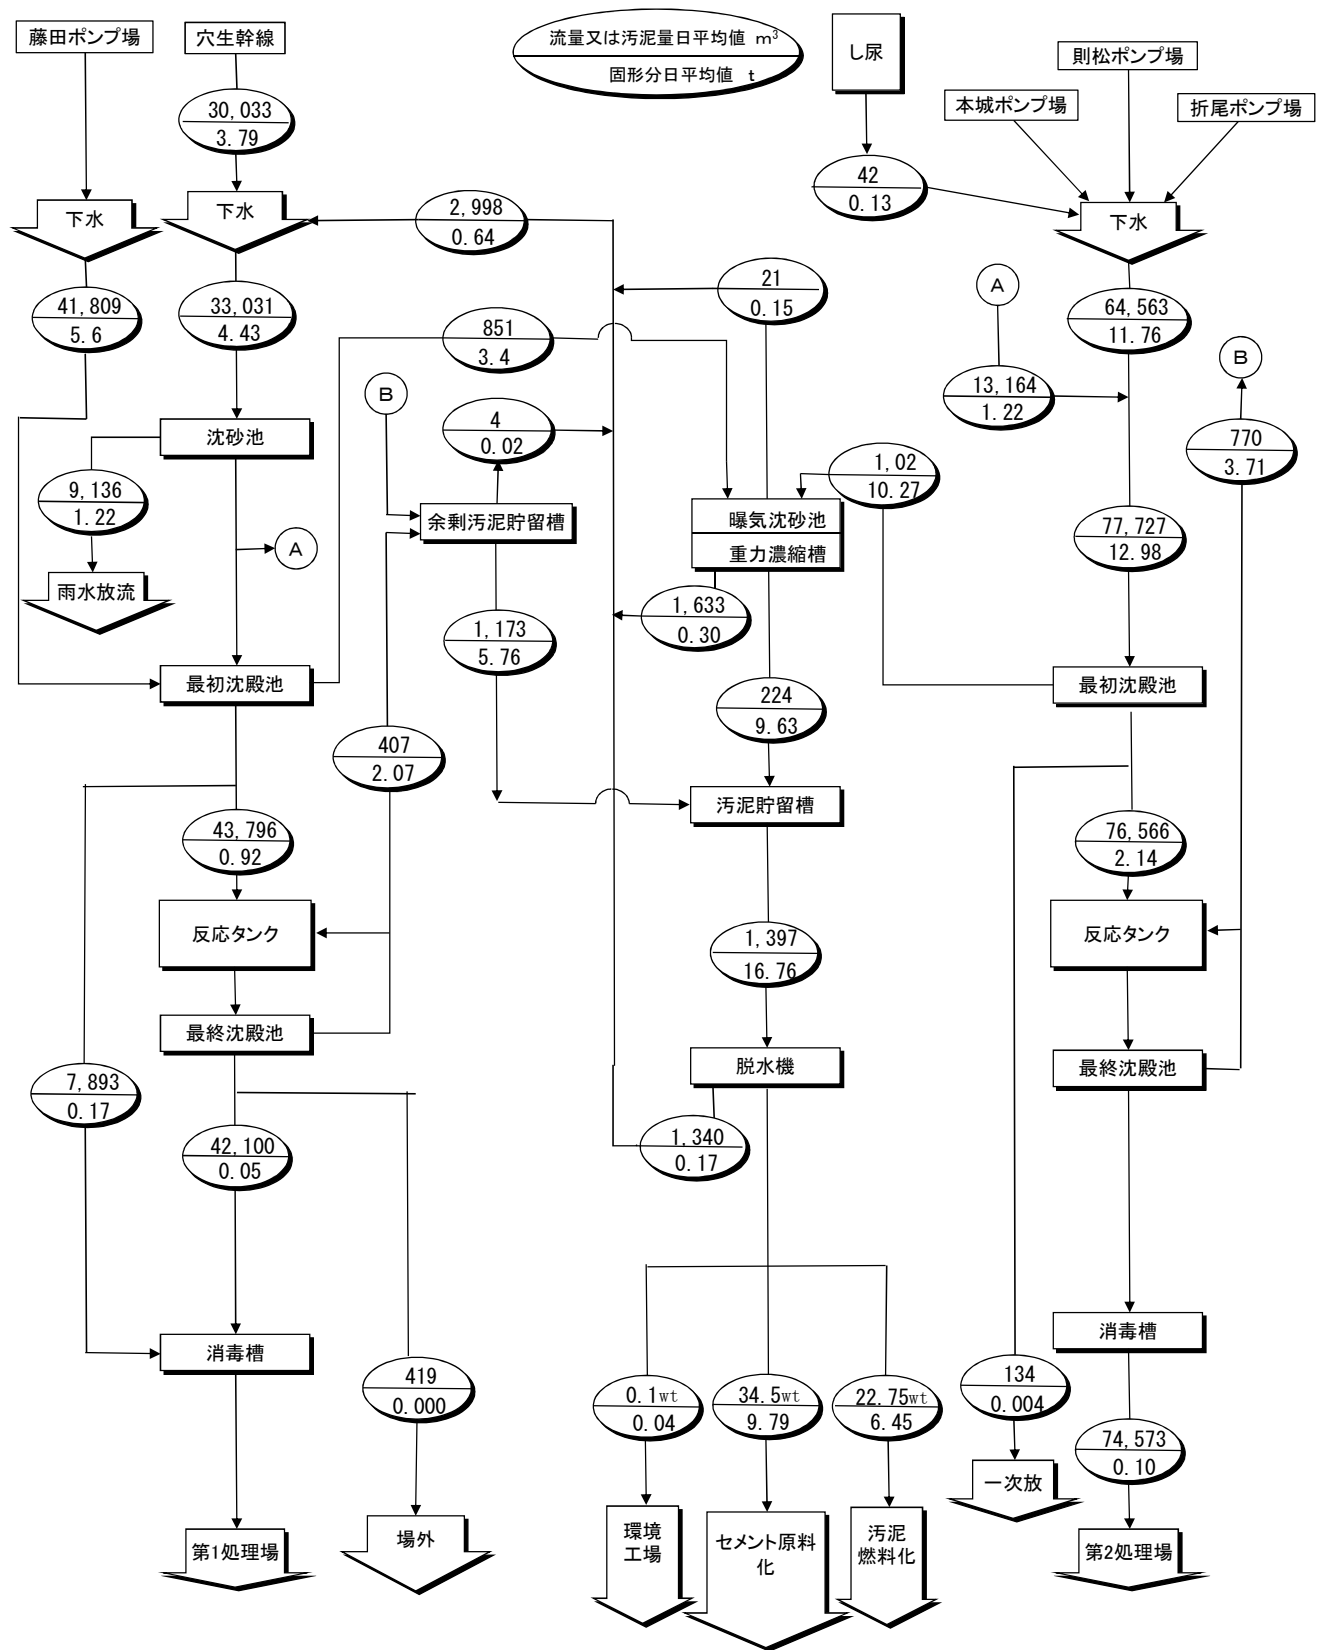 藤田ポンプ場
穴生幹線
流量又は汚泥量日平均値 m³
固形分日平均値 t
し尿
則松ポンプ場
本城ポンプ場
折尾ポンプ場
30,033
3.79
42
0.13
下水
下水
2,998
0.64
下水
41,809
5.6
33,031
4.43
21
0.15
A
64,563
11.76
851
3.4
B
13,164
1.22
B
4
0.02
770
3.71
沈砂池
1,02
10.27
9,136
1.22
余剰汚泥貯留槽
曝気沈砂池
重力濃縮槽
77,727
12.98
A
雨水放流
1,173
5.76
1,633
0.30
最初沈殿池
224
9.63
最初沈殿池
407
2.07
汚泥貯留槽
43,796
0.92
76,566
2.14
反応タンク
1,397
16.76
反応タンク
最終沈殿池
脱水機
最終沈殿池
7,893
0.17
42,100
0.05
1,340
0.17
消毒槽
消毒槽
419
0.000
0.1wt
0.04
34.5wt
9.79
22.75wt
6.45
134
0.004
74,573
0.10
一次放
第1処理場
場外
環境
工場
セメント原料
化
汚泥
燃料化
第2処理場